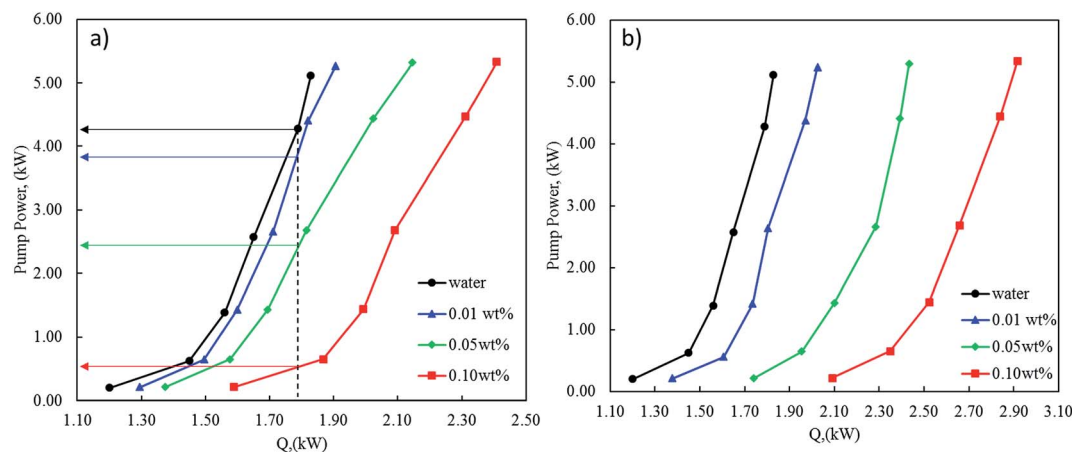 a)
Pump Power, (kW)
6.00
5.00
4.00
3.00
2.00
1.00
0.00
water
0.01 wt%
0.05wt%
0.10wt%
1.10 1.30 1.50 1.70 1.90 2.10 2.30 2.50
Q,(kW)
b)
Pump Power, (kW)
6.00
5.00
4.00
3.00
2.00
1.00
0.00
water
0.01 wt%
0.05wt%
0.10wt%
1.10 1.30 1.50 1.70 1.90 2.10 2.30 2.50 2.70 2.90 3.10
Q,(kW)